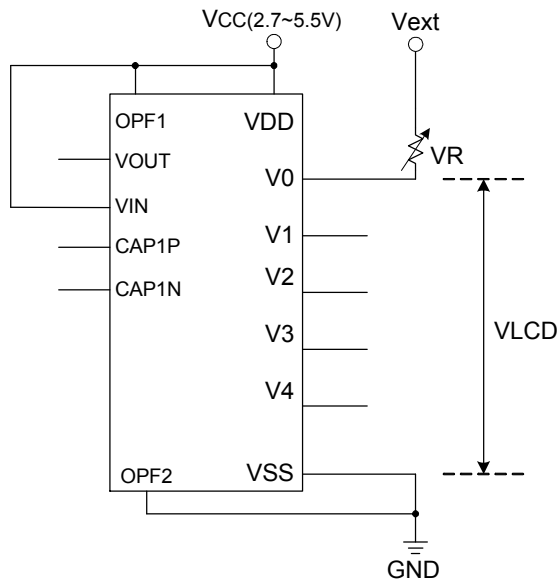 VCC(2.7~5.5V)
Vext
OPF1
VDD
VOUT
VR
V0
VIN
V1
CAP1P
V2
CAP1N
V3
VLCD
V4
OPF2
VSS
GND